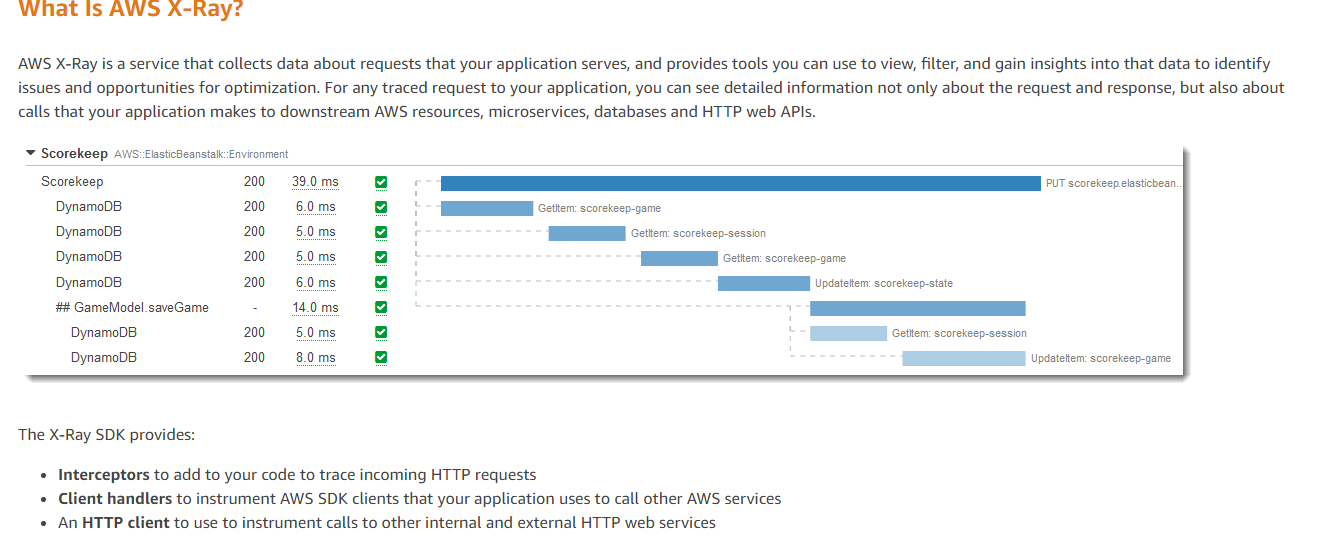 What Is AWS X-Ray?
AWS X-Ray is a service that collects data about requests that your application serves, and provides tools you can use to view, filter, and gain insights into that data to identify
issues and opportunities for optimization. For any traced request to your application, you can see detailed information not only about the request and response, but also about
calls that your application makes to downstream AWS resources, microservices, databases and HTTP web APIs.
Scorekeep AWS::ElasticBeanstalk::Environment
Scorekeep 200 39.0 ms PUT scorekeep.elasticbean...
DynamoDB 200 6.0 ms GetItem: scorekeep-game
DynamoDB 200 5.0 ms GetItem: scorekeep-session
DynamoDB 200 5.0 ms GetItem: scorekeep-game
DynamoDB 200 6.0 ms UpdateItem: scorekeep-state
## GameModel.saveGame - 14.0 ms
DynamoDB 200 5.0 ms GetItem: scorekeep-session
DynamoDB 200 8.0 ms UpdateItem: scorekeep-game
The X-Ray SDK provides:
• Interceptors to add to your code to trace incoming HTTP requests
• Client handlers to instrument AWS SDK clients that your application uses to call other AWS services
• An HTTP client to use to instrument calls to other internal and external HTTP web services